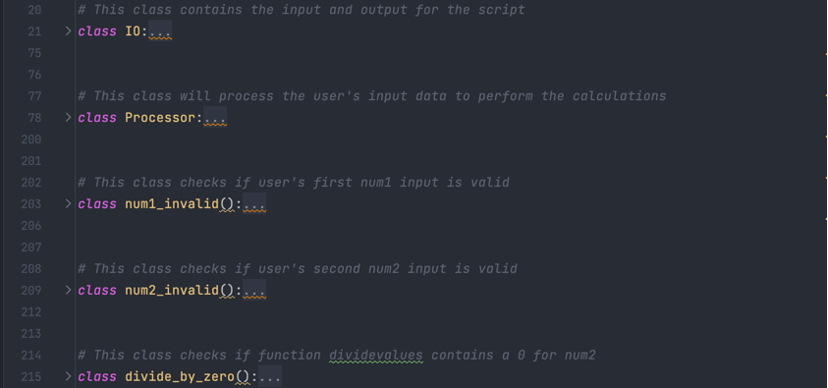 20 # This class contains the input and output for the script
21 > class IO:...
75
76
77 # This class will process the user's input data to perform the calculations
78 > class Processor:...
200
201
202 # This class checks if user's first num1 input is valid
203 > class num1_invalid():...
206
207
208 # This class checks if user's second num2 input is valid
209 > class num2_invalid():...
212
213
214 # This class checks if function dividevalues contains a 0 for num2
215 > class divide_by_zero():...